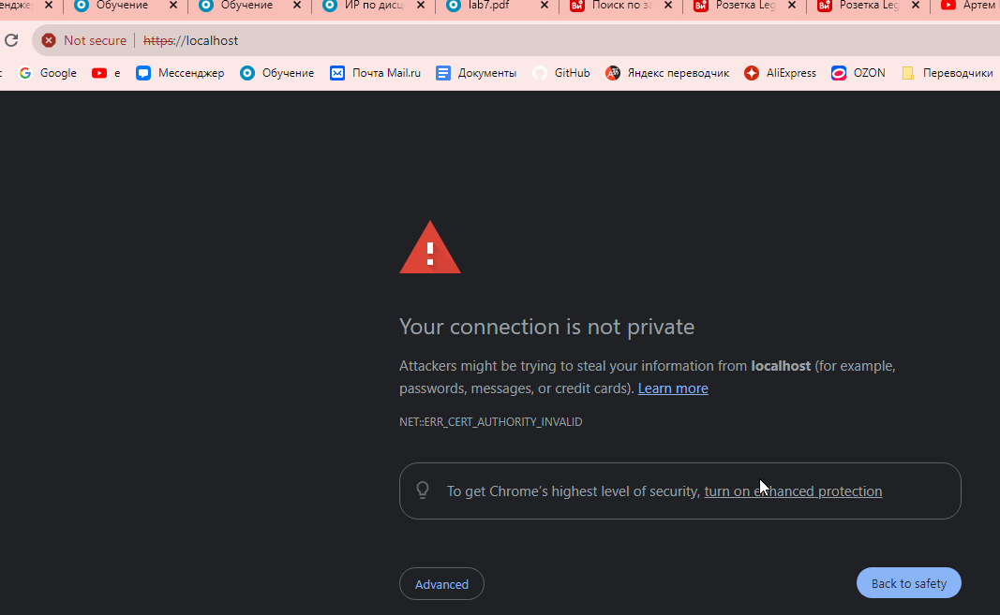 Обучение
Обучение
ИР по дисц
lab7.pdf
Поиск по за
Розетка Leg
Розетка Leg
Артем
Not secure
https://localhost
Google
e
Мессенджер
Обучение
Почта Mail.ru
Документы
GitHub
Яндекс переводчик
AliExpress
OZON
Переводчики
Your connection is not private
Attackers might be trying to steal your information from localhost (for example,
passwords, messages, or credit cards). Learn more
NET::ERR_CERT_AUTHORITY_INVALID
To get Chrome's highest level of security, turn on enhanced protection
Advanced
Back to safety